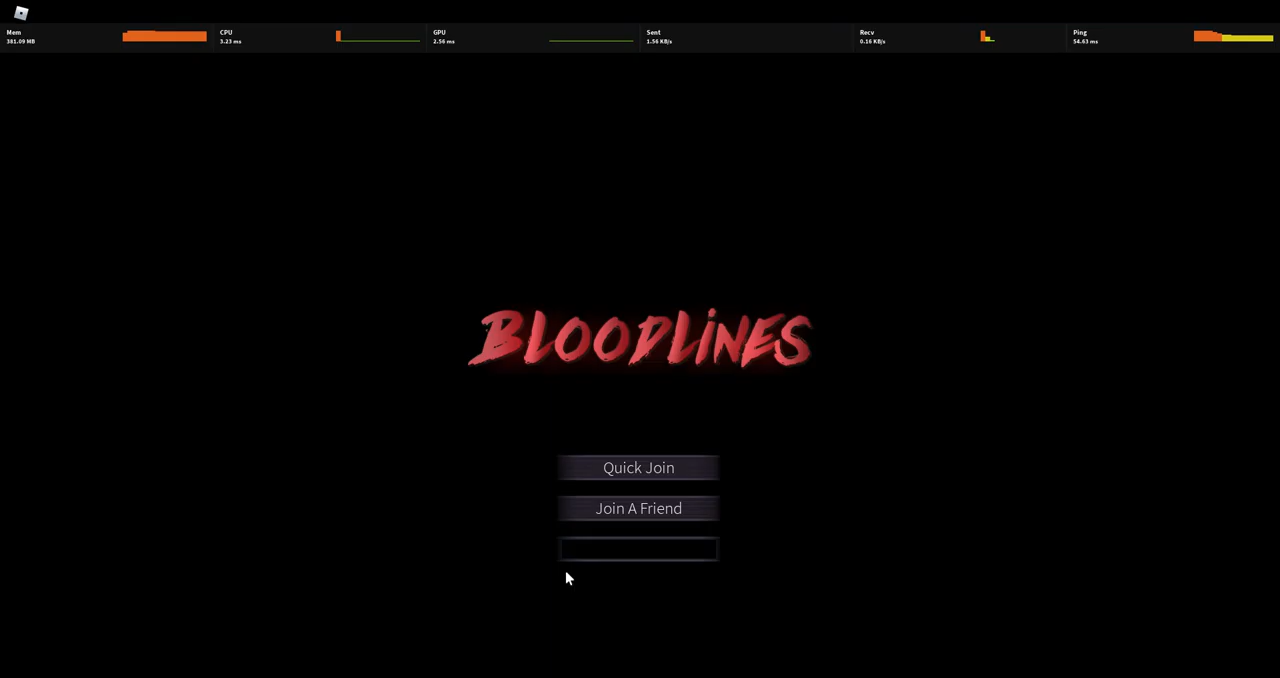 Mem CPU GPU Sent Recv Ping
381.09 MB 3.23 ms 2.56 ms 1.56 KB/s 0.16 KB/s 54.63 ms
BLOODLiNES
Quick Join
Join A Friend